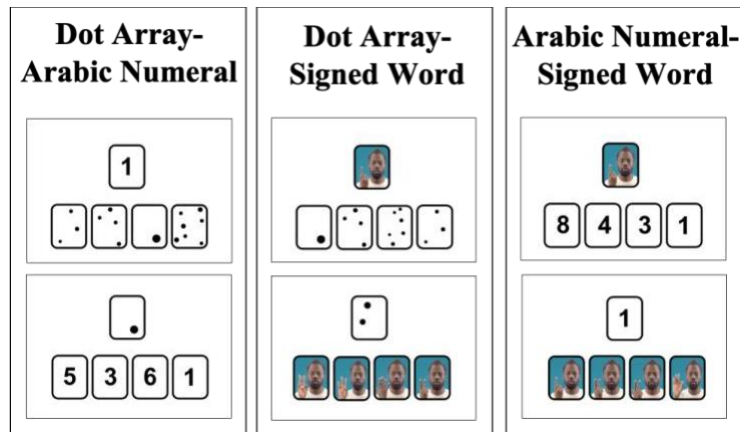 Dot Array-
Arabic Numeral
1
5 3 6 1
Dot Array-
Signed Word
Arabic Numeral-
Signed Word
8 4 3 1
1